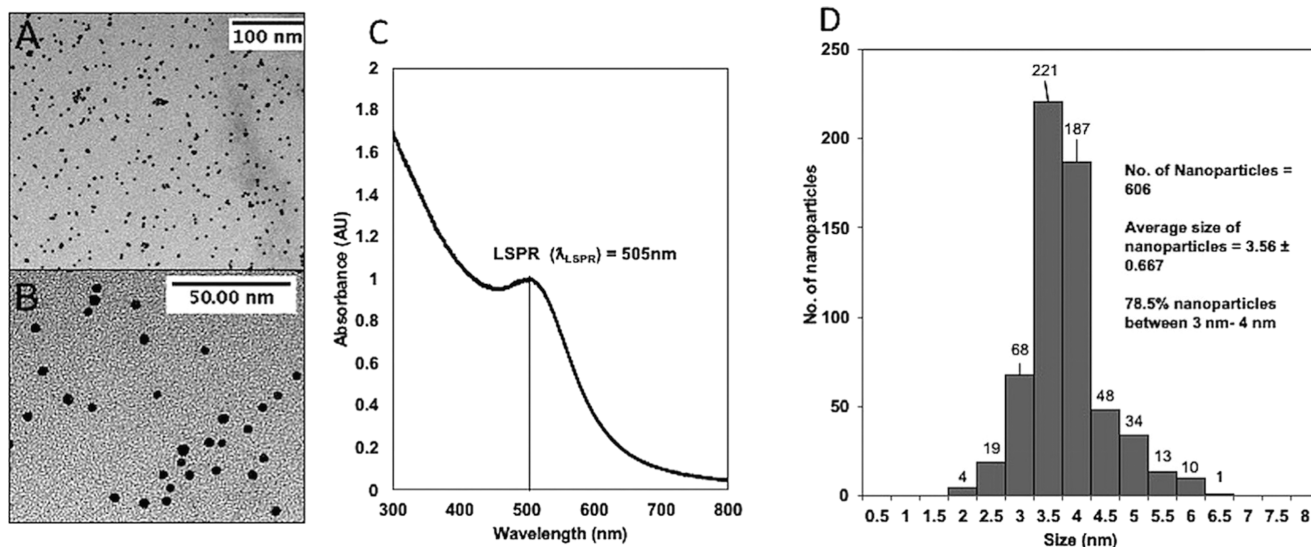 A
100 nm
B
50.00 nm
C
2
1.8
1.6
1.4
1.2
1
0.8
0.6
0.4
0.2
0
Absorbance (AU)
LSPR (λLSPR) = 505nm
300 400 500 600 700 800
Wavelength (nm)
D
250
200
150
100
50
0
No. of nanoparticles
221
187
68
48
34
19
13
10
4
1
No. of Nanoparticles =
606
Average size of
nanoparticles = 3.56 ±
0.667
78.5% nanoparticles
between 3 nm- 4 nm
0.5 1 1.5 2 2.5 3 3.5 4 4.5 5 5.5 6 6.5 7 7.5 8
Size (nm)